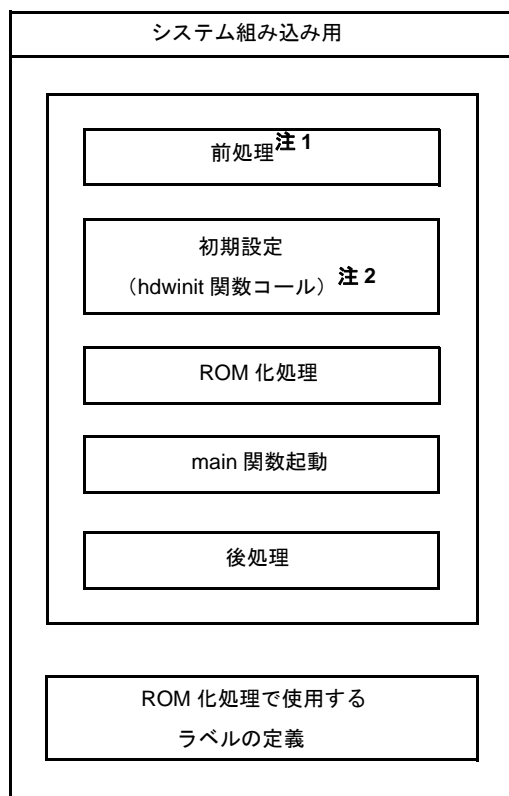 システム組み込み用
前処理注 1
初期設定
（hdwinit 関数コール）注 2
ROM 化処理
main 関数起動
後処理
ROM 化処理で使用する
ラベルの定義